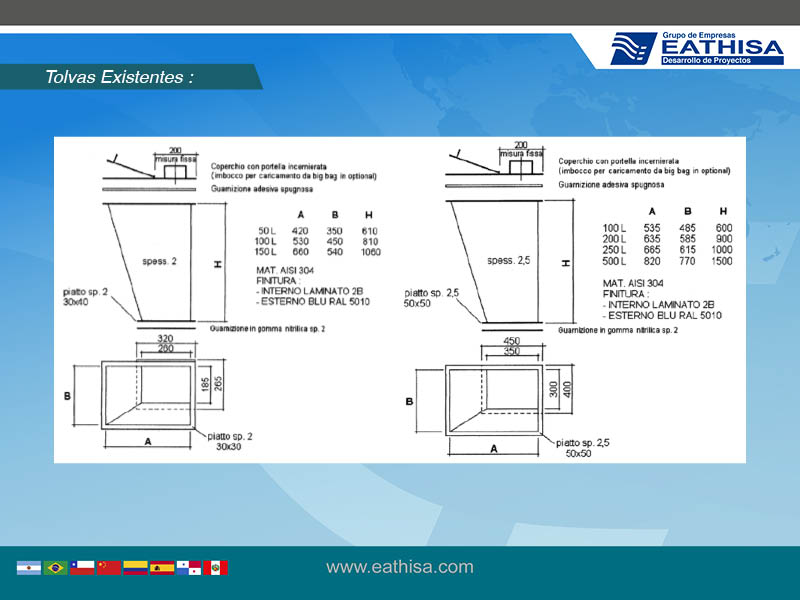 Grupo de Empresas
EATHISA
Desarrollo de Proyectos
Tolvas Existentes :
200
misura fissa
Coperchio con portella incernierata
(imbocco per caricamento da big bag in optional)
Guarnizione adesiva spugnosa
A B H
50 L 420 350 610
100 L 530 450 810
150 L 660 540 1060
spess. 2
H
MAT. AISI 304
FINITURA :
- INTERNO LAMINATO 2B
- ESTERNO BLU RAL 5010
piatto sp. 2
30x40
Guarnizione in gomma nitrilica sp. 2
320
260
B
185
265
A
piatto sp. 2
30x30
200
misura fissa
Coperchio con portella incernierata
(imbocco per caricamento da big bag in optional)
Guarnizione adesiva spugnosa
A B H
100 L 535 485 600
200 L 635 585 900
250 L 665 615 1000
500 L 820 770 1500
spess. 2,5
H
MAT. AISI 304
FINITURA :
- INTERNO LAMINATO 2B
- ESTERNO BLU RAL 5010
piatto sp. 2,5
50x50
Guarnizione in gomma nitrilica sp. 2
450
350
B
300
400
A
piatto sp. 2,5
50x50
www.eathisa.com